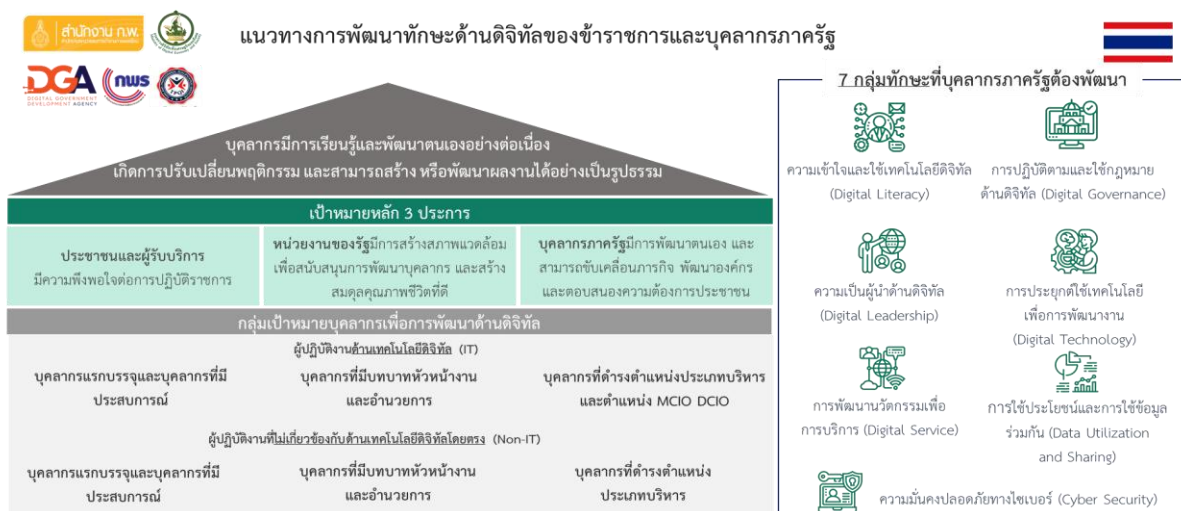 สำนักงาน ก.พ.
แนวทางการพัฒนาทักษะด้านดิจิทัลของข้าราชการและบุคลากรภาครัฐ
DGA
DIGITAL GOVERNMENT
DEVELOPMENT AGENCY
กพร
บุคลากรมีการเรียนรู้และพัฒนาตนเองอย่างต่อเนื่อง
เกิดการปรับเปลี่ยนพฤติกรรม และสามารถสร้าง หรือพัฒนาผลงานได้อย่างเป็นรูปธรรม
เป้าหมายหลัก 3 ประการ
ประชาชนและผู้รับบริการ
มีความพึงพอใจต่อการปฏิบัติราชการ
หน่วยงานของรัฐมีการสร้างสภาพแวดล้อม
เพื่อสนับสนุนการพัฒนาบุคลากร และสร้าง
สมดุลคุณภาพชีวิตที่ดี
บุคลากรภาครัฐมีการพัฒนาตนเอง และ
สามารถขับเคลื่อนภารกิจ พัฒนาองค์กร
และตอบสนองความต้องการประชาชน
กลุ่มเป้าหมายบุคลากรเพื่อการพัฒนาด้านดิจิทัล
ผู้ปฏิบัติงานด้านเทคโนโลยีดิจิทัล (IT)
บุคลากรแรกบรรจุและบุคลากรที่มี
ประสบการณ์
บุคลากรที่มีบทบาทหัวหน้างาน
และอำนวยการ
บุคลากรที่ดำรงตำแหน่งประเภทบริหาร
และตำแหน่ง MCIO DCIO
ผู้ปฏิบัติงานที่ไม่เกี่ยวข้องกับด้านเทคโนโลยีดิจิทัลโดยตรง (Non-IT)
บุคลากรแรกบรรจุและบุคลากรที่มี
ประสบการณ์
บุคลากรที่มีบทบาทหัวหน้างาน
และอำนวยการ
บุคลากรที่ดำรงตำแหน่ง
ประเภทบริหาร
7 กลุ่มทักษะที่บุคลากรภาครัฐต้องพัฒนา
ความเข้าใจและใช้เทคโนโลยีดิจิทัล
(Digital Literacy)
การปฏิบัติตามและใช้กฎหมาย
ด้านดิจิทัล (Digital Governance)
ความเป็นผู้นำด้านดิจิทัล
(Digital Leadership)
การประยุกต์ใช้เทคโนโลยี
เพื่อการพัฒนางาน
(Digital Technology)
การพัฒนานวัตกรรมเพื่อ
การบริการ (Digital Service)
การใช้ประโยชน์และการใช้ข้อมูล
ร่วมกัน (Data Utilization
and Sharing)
ความมั่นคงปลอดภัยทางไซเบอร์ (Cyber Security)